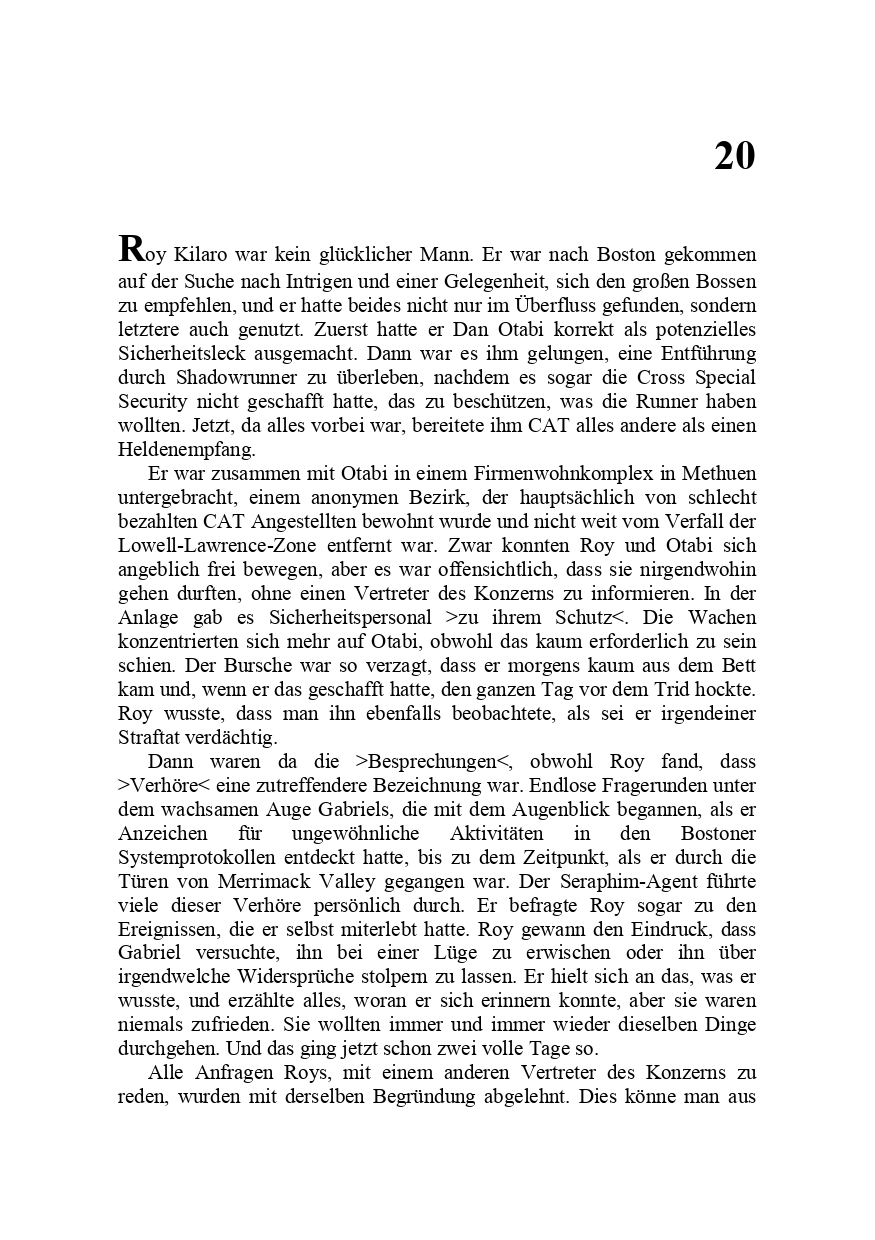 20
Roy Kilaro war kein glücklicher Mann. Er war nach Boston gekommen
auf der Suche nach Intrigen und einer Gelegenheit, sich den großen Bossen
zu empfehlen, und er hatte beides nicht nur im Überfluss gefunden, sondern
letztere auch genutzt. Zuerst hatte er Dan Otabi korrekt als potenzielles
Sicherheitsleck ausgemacht. Dann war es ihm gelungen, eine Entführung
durch Shadowrunner zu überleben, nachdem es sogar die Cross Special
Security nicht geschafft hatte, das zu beschützen, was die Runner haben
wollten. Jetzt, da alles vorbei war, bereitete ihm CAT alles andere als einen
Heldenempfang.
Er war zusammen mit Otabi in einem Firmenwohnkomplex in Methuen
untergebracht, einem anonymen Bezirk, der hauptsächlich von schlecht
bezahlten CAT Angestellten bewohnt wurde und nicht weit vom Verfall der
Lowell-Lawrence-Zone entfernt war. Zwar konnten Roy und Otabi sich
angeblich frei bewegen, aber es war offensichtlich, dass sie nirgendwohin
gehen durften, ohne einen Vertreter des Konzerns zu informieren. In der
Anlage gab es Sicherheitspersonal >zu ihrem Schutz<. Die Wachen
konzentrierten sich mehr auf Otabi, obwohl das kaum erforderlich zu sein
schien. Der Bursche war so verzagt, dass er morgens kaum aus dem Bett
kam und, wenn er das geschafft hatte, den ganzen Tag vor dem Trid hockte.
Roy wusste, dass man ihn ebenfalls beobachtete, als sei er irgendeiner
Straftat verdächtig.
Dann waren da die >Besprechungen<, obwohl Roy fand, dass
>Verhöre< eine zutreffendere Bezeichnung war. Endlose Fragerunden unter
dem wachsamen Auge Gabriels, die mit dem Augenblick begannen, als er
Anzeichen für ungewöhnliche Aktivitäten in den Bostoner
Systemprotokollen entdeckt hatte, bis zu dem Zeitpunkt, als er durch die
Türen von Merrimack Valley gegangen war. Der Seraphim-Agent führte
viele dieser Verhöre persönlich durch. Er befragte Roy sogar zu den
Ereignissen, die er selbst miterlebt hatte. Roy gewann den Eindruck, dass
Gabriel versuchte, ihn bei einer Lüge zu erwischen oder ihn über
irgendwelche Widersprüche stolpern zu lassen. Er hielt sich an das, was er
wusste, und erzählte alles, woran er sich erinnern konnte, aber sie waren
niemals zufrieden. Sie wollten immer und immer wieder dieselben Dinge
durchgehen. Und das ging jetzt schon zwei volle Tage so.
Alle Anfragen Roys, mit einem anderen Vertreter des Konzerns zu
reden, wurden mit derselben Begründung abgelehnt. Dies könne man aus